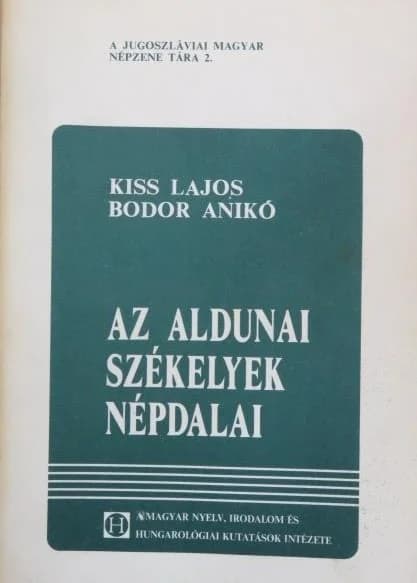 A JUGOSZLÁVIAI MAGYAR
NÉPZENE TÁRA 2.
KISS LAJOS
BODOR ANIKÓ
AZ ALDUNAI
SZÉKELYEK
NÉPDALAI
H
A MAGYAR NYELV, IRODALOM ÉS
HUNGAROLÓGIAI KUTATÁSOK INTÉZETE